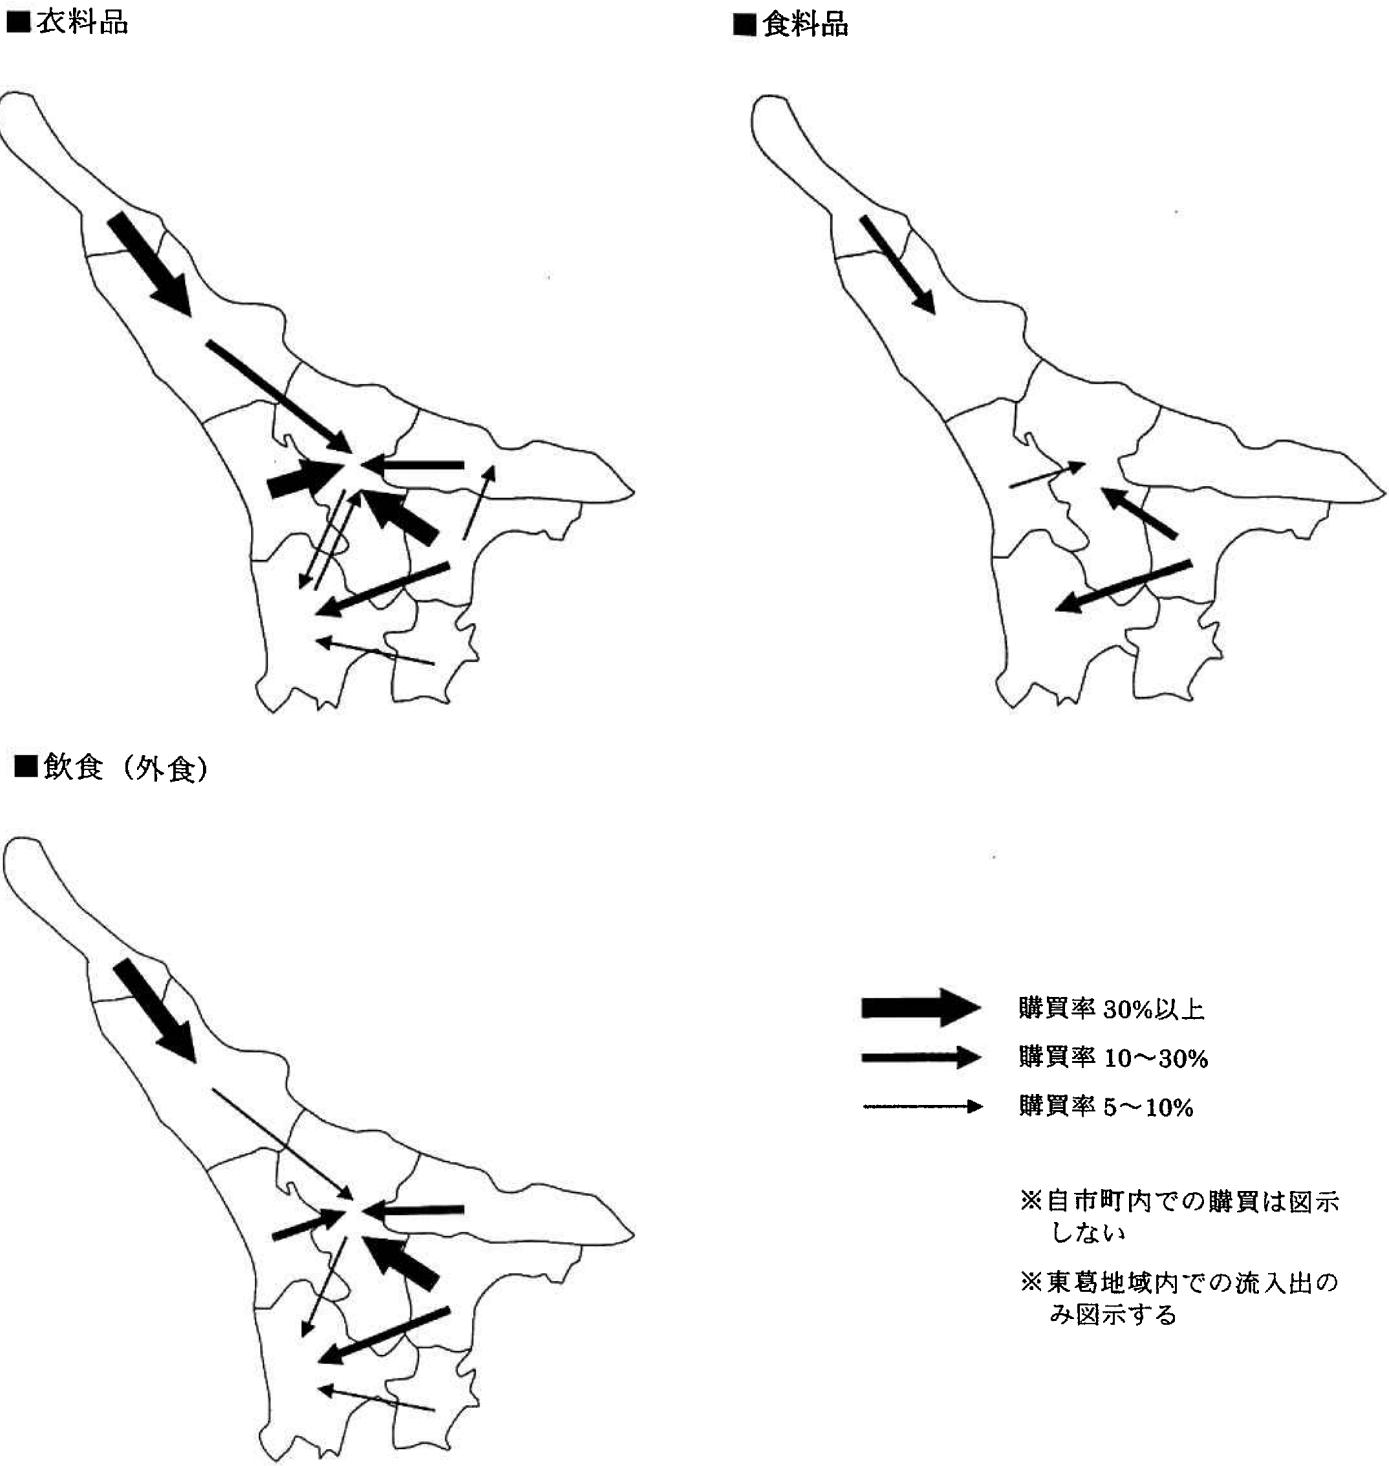 ■衣料品
■食料品
■飲食（外食）
購買率 30%以上
購買率 10～30%
購買率 5～10%
※自市町内での購買は図示
しない
※東葛地域内での流入出の
み図示する